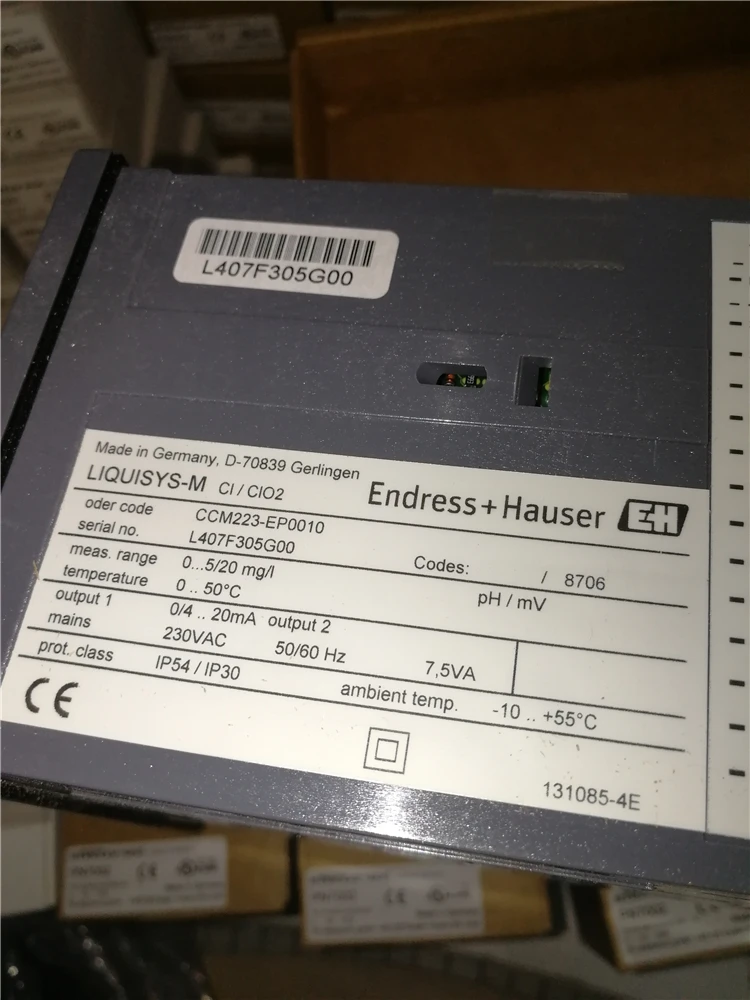 L407F305G00
Made in Germany, D-70839 Gerlingen
LIQUISYS-M Cl / ClO2
Endress+Hauser EH
oder code CCM223-EP0010
serial no. L407F305G00 Codes: / 8706
meas. range 0...5/20 mg/l pH / mV
temperature 0 .. 50°C
output 1 0/4 .. 20mA output 2
mains 230VAC 50/60 Hz 7,5VA
prot. class IP54 / IP30 ambient temp. -10 .. +55°C
CE
131085-4E